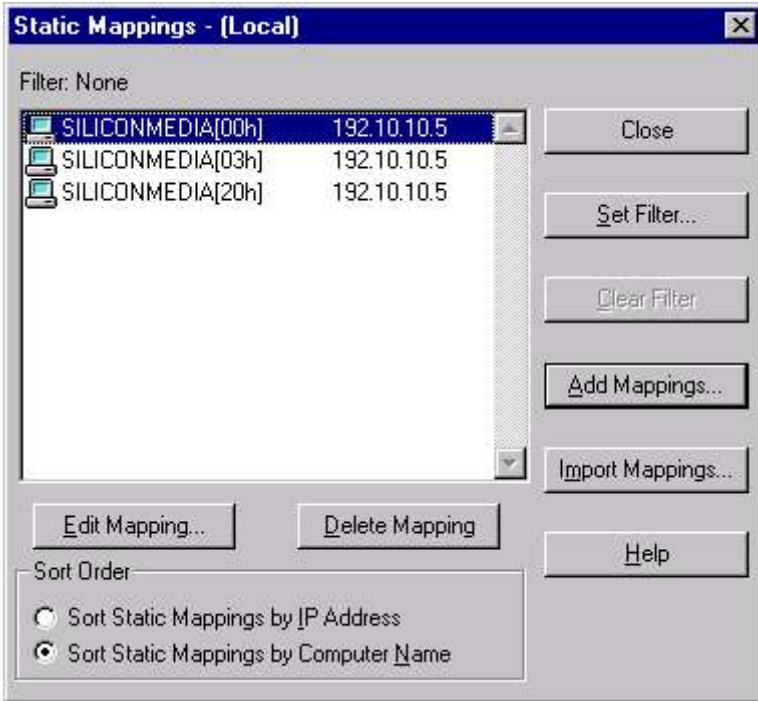 Static Mappings - (Local)
Filter: None
SILICONMEDIA[00h] 192.10.10.5
SILICONMEDIA[03h] 192.10.10.5
SILICONMEDIA[20h] 192.10.10.5
Close
Set Filter...
Clear Filter
Add Mappings...
Import Mappings...
Help
Edit Mapping...
Delete Mapping
Sort Order
Sort Static Mappings by IP Address
Sort Static Mappings by Computer Name